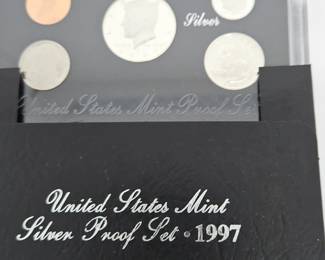 Silver
United States Mint Proof Set
United States Mint
Silver Proof Set • 1997